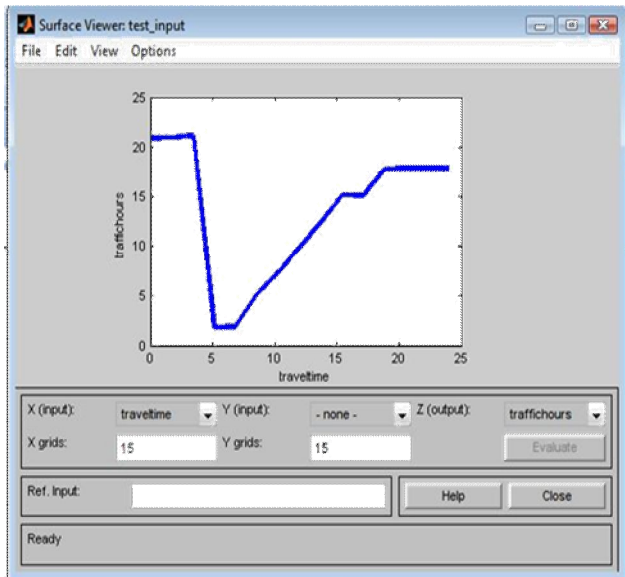 Surface Viewer: test_input
File Edit View Options
25
20
15
10
5
0
traffichours
0 5 10 15 20 25
traveltime
X (input): traveltime Y (input): - none - Z (output): traffichours
X grids: 15 Y grids: 15 Evaluate
Ref. Input: Help Close
Ready